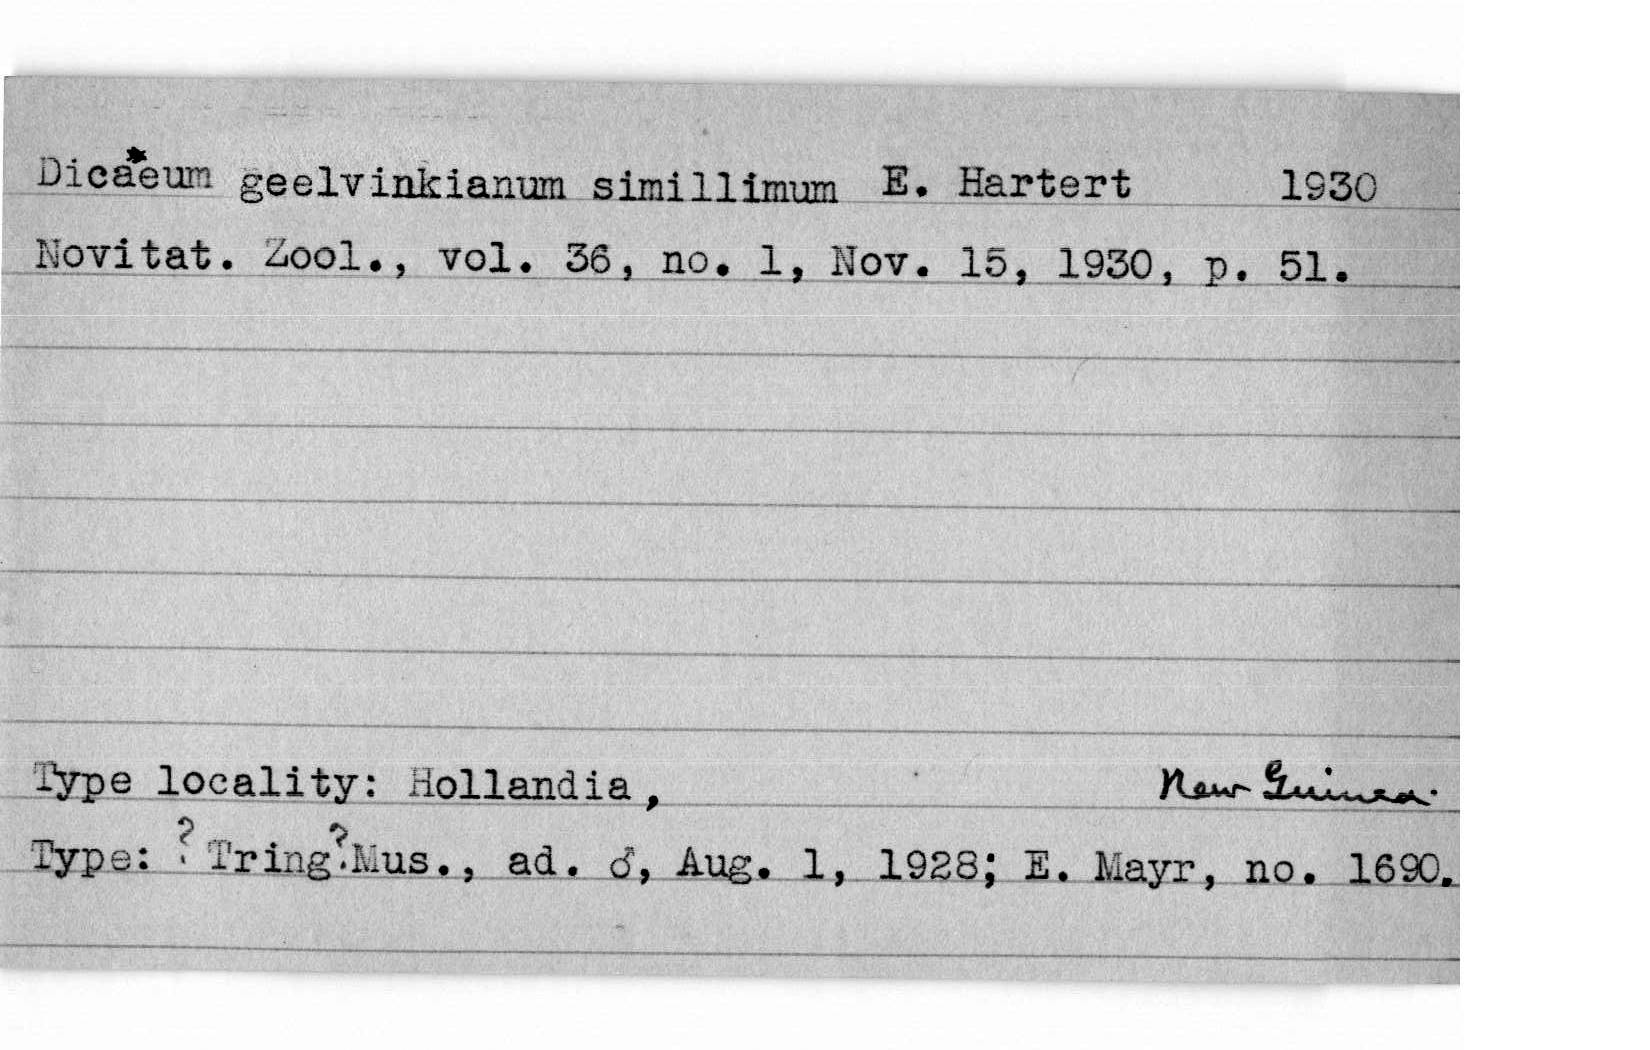 Dicaeum geelvinkianum simillimum E. Hartert 1930
Novitat. Zool., vol. 36, no. 1, Nov. 15, 1930, p. 51.
Type locality: Hollandia, New Guinea.
Type: ? Tring ? Mus., ad. ♂, Aug. 1, 1928; E. Mayr, no. 1690.